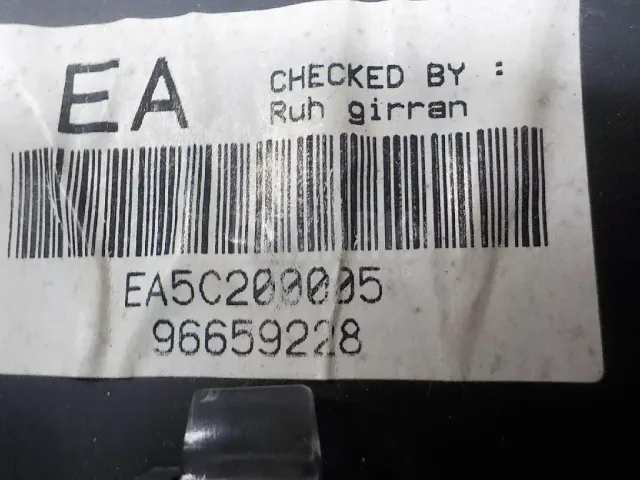 EA
CHECKED BY :
Ruh girran
EA5C200005
96659228